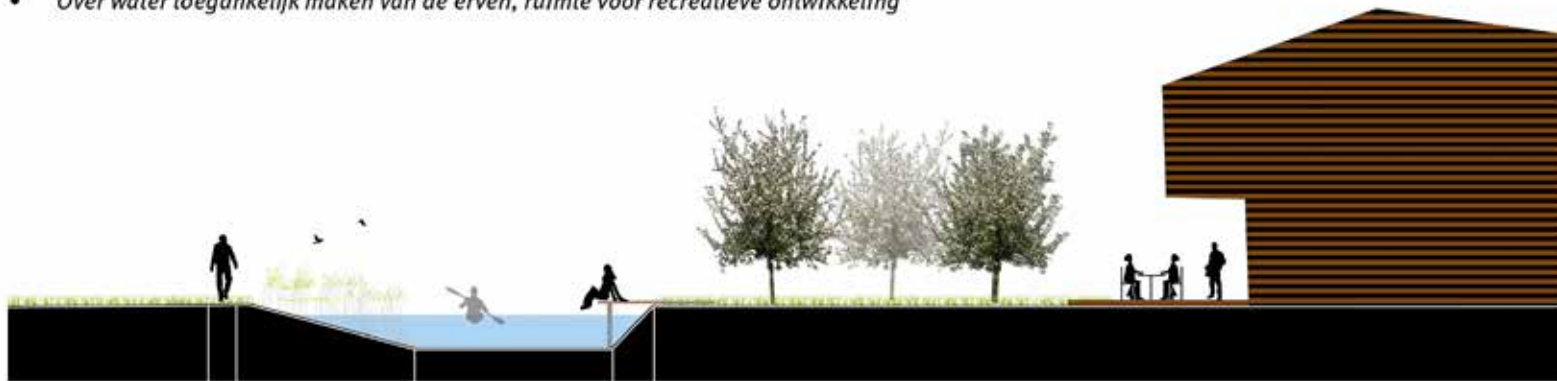 • Over water toegankelijk maken van de erven, ruimte voor recreatieve ontwikkeling